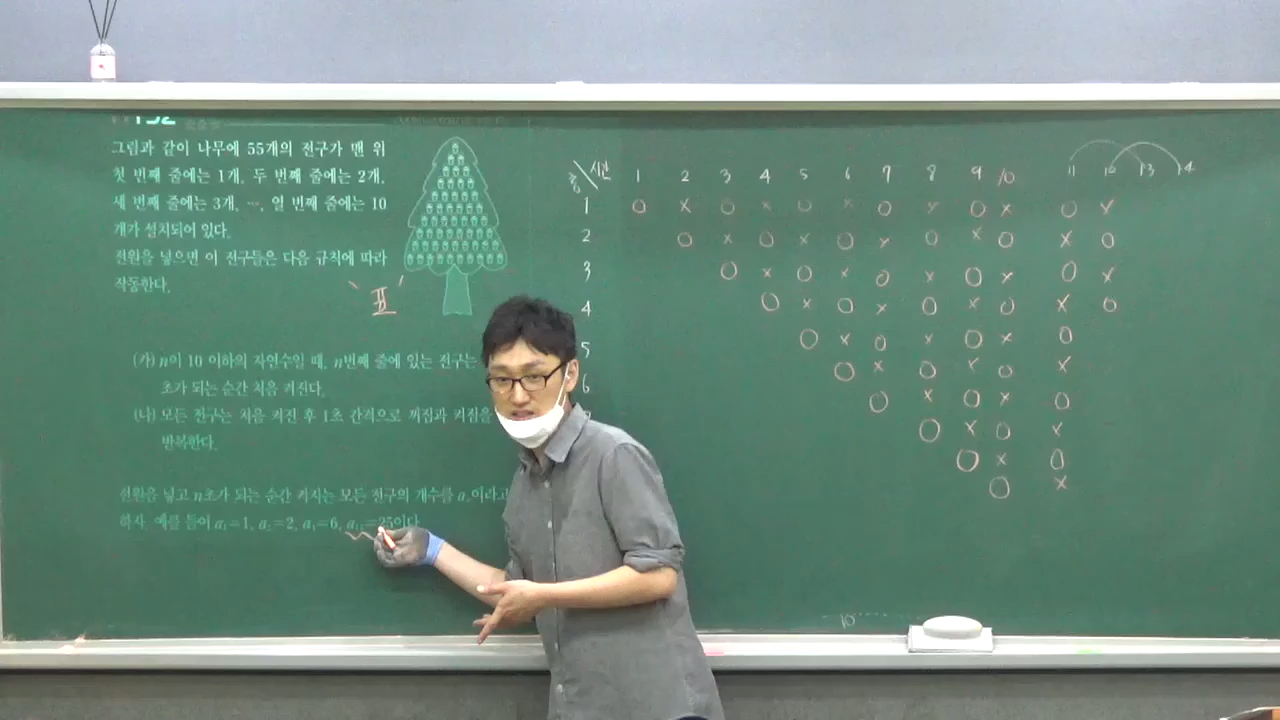 그림과 같이 나무에 55개의 전구가 맨 위
첫 번째 줄에는 1개, 두 번째 줄에는 2개,
세 번째 줄에는 3개, …, 열 번째 줄에는 10
개가 설치되어 있다.
전원을 넣으면 이 전구들은 다음 규칙에 따라
작동한다.
표
(가) n이 10 이하의 자연수일 때, n번째 줄에 있는 전구는
초가 되는 순간 처음 켜진다.
(나) 모든 전구는 처음 켜진 후 1초 간격으로 꺼짐과 켜짐을
반복한다.
전원을 넣고 n초가 되는 순간 켜지는 모든 전구의 개수를 a 이라고
하자. 예를 들어 a₁=1, a₂=2, a₄=6, a₁₁=25이다.
층 \ 시간 1 2 3 4 5 6 7 8 9 10 11 12 13 14
1 O X O X O X O X O X O X
2 O X O X O X O X O X O
3 O X O X O X O X O X
4 O X O X O X O X O
5 O X O X O X O
6 O X O X O X
O X O X O
O X O X
O X O
O X
10